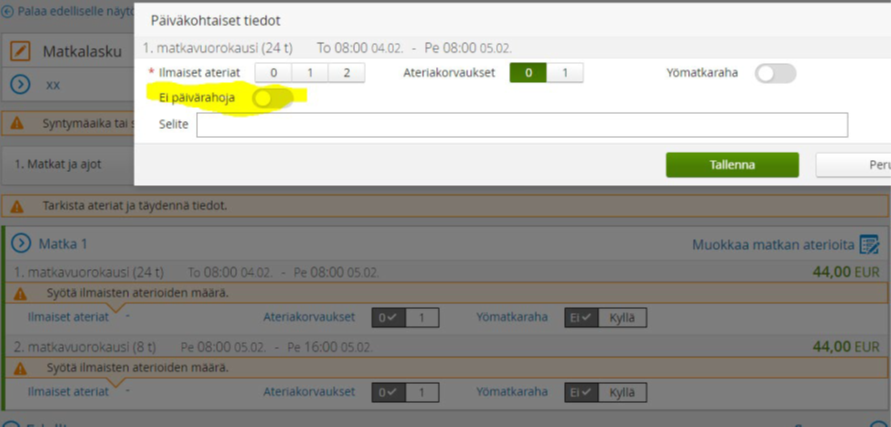 Palaa edelliselle näytö
Päiväkohtaiset tiedot
Matkalasku
1. matkavuorokausi (24 t) To 08:00 04.02. - Pe 08:00 05.02.
* Ilmaiset ateriat 0 1 2 Ateriakorvaukset 0 1 Yömatkaraha
xx
Ei päivärahoja
Syntymäaika tai s
Selite
1. Matkat ja ajot
Tallenna Peru
Tarkista ateriat ja täydennä tiedot.
Matka 1 Muokkaa matkan aterioita
1. matkavuorokausi (24 t) To 08:00 04.02. - Pe 08:00 05.02. 44,00 EUR
Syötä ilmaisten aterioiden määrä.
Ilmaiset ateriat - Ateriakorvaukset 0 1 Yömatkaraha Ei Kyllä
2. matkavuorokausi (8 t) Pe 08:00 05.02. - Pe 16:00 05.02. 44,00 EUR
Syötä ilmaisten aterioiden määrä.
Ilmaiset ateriat - Ateriakorvaukset 0 1 Yömatkaraha Ei Kyllä